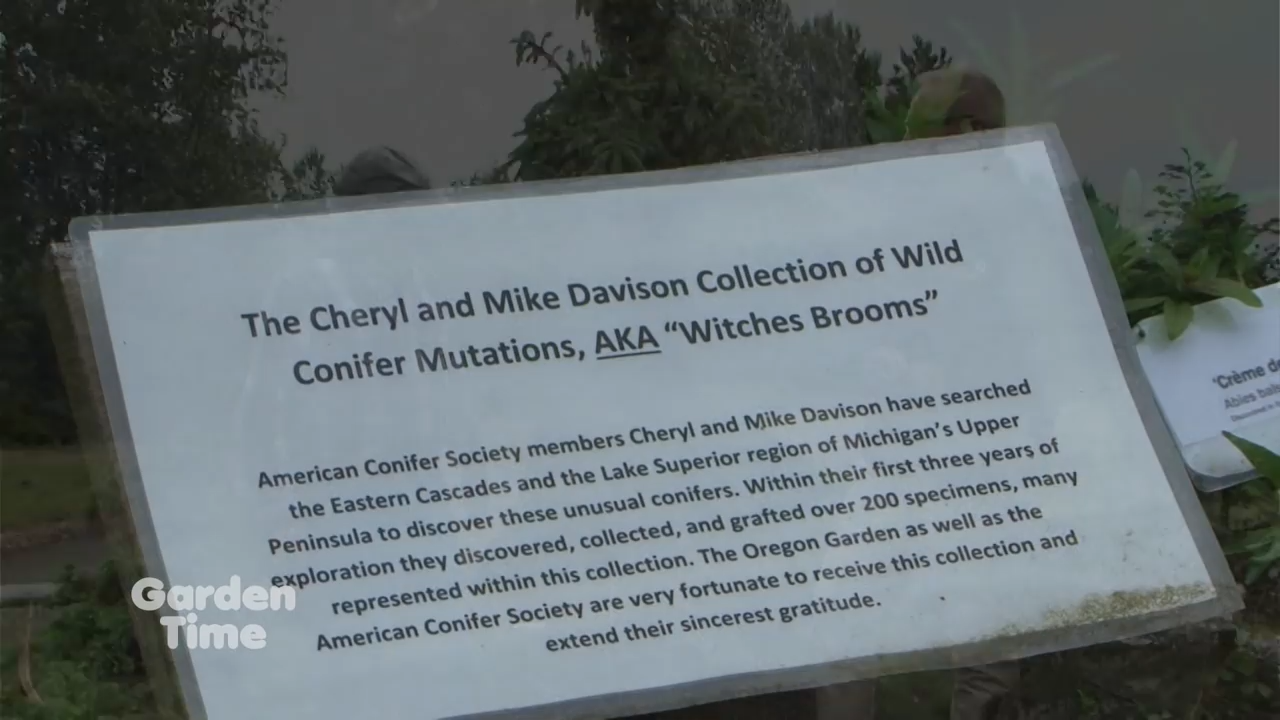 The Cheryl and Mike Davison Collection of Wild
Conifer Mutations, AKA “Witches Brooms”
American Conifer Society members Cheryl and Mike Davison have searched
the Eastern Cascades and the Lake Superior region of Michigan’s Upper
Peninsula to discover these unusual conifers. Within their first three years of
exploration they discovered, collected, and grafted over 200 specimens, many
represented within this collection. The Oregon Garden as well as the
American Conifer Society are very fortunate to receive this collection and
extend their sincerest gratitude.
‘Crème de
Abies
Discovered in
Garden
Time